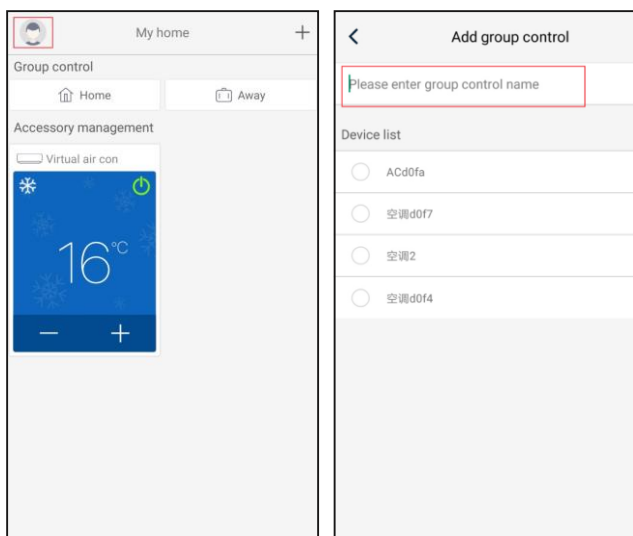 My home
Group control
Home
Away
Accessory management
Virtual air con
16°C
Add group control
Please enter group control name
Device list
ACd0fa
空调d0f7
空调2
空调d0f4